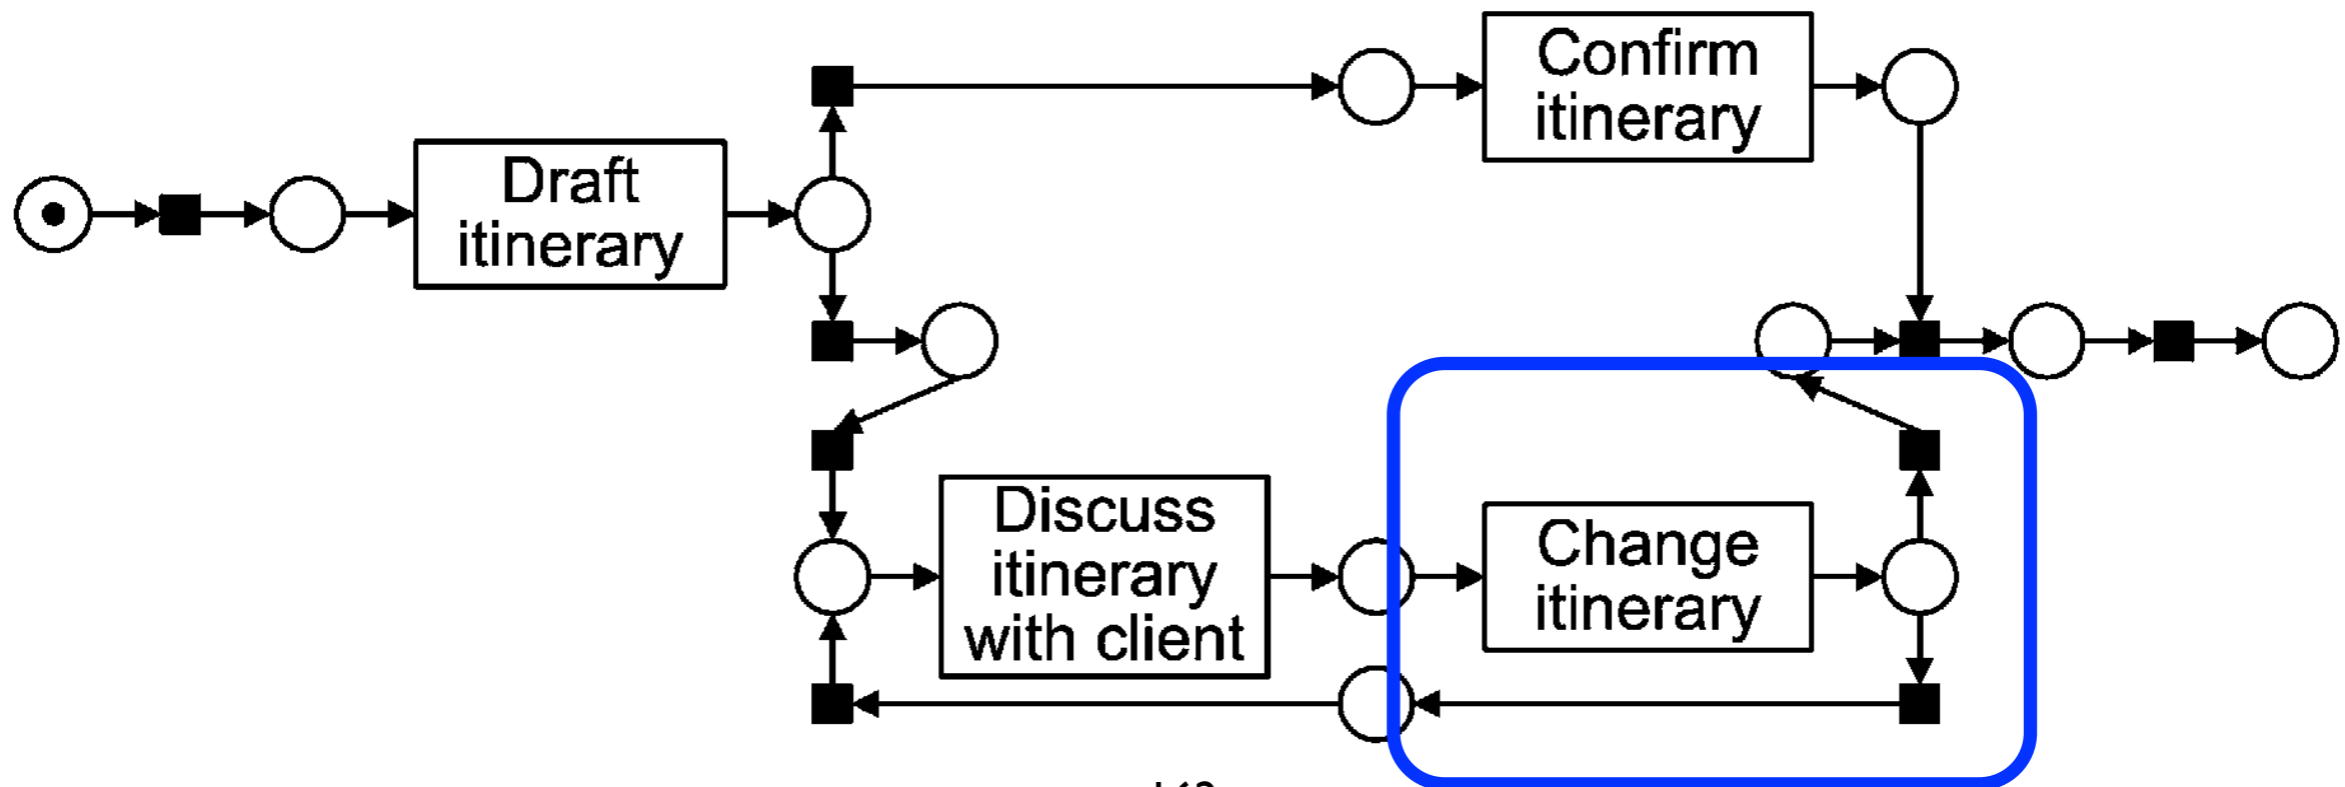 Confirm
itinerary
Draft
itinerary
Discuss
itinerary
with client
Change
itinerary